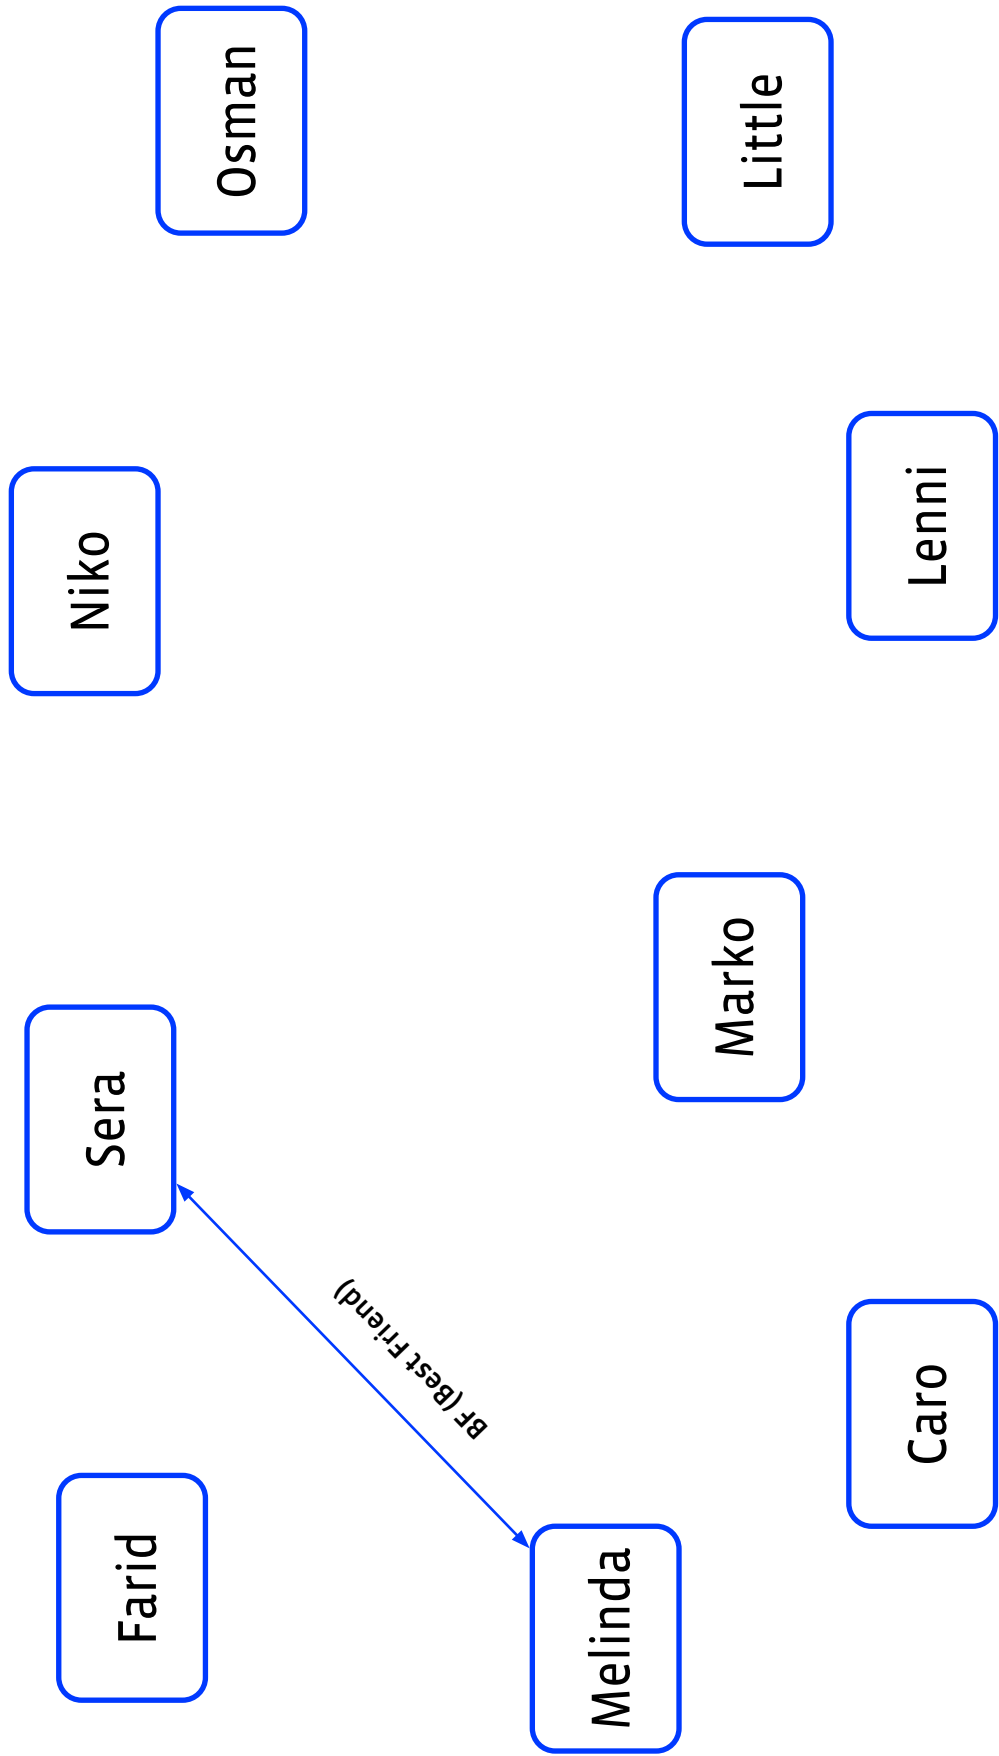 Farid
Sera
Niko
Osman
BF (Best Friend)
Melinda
Marko
Little
Caro
Lenni